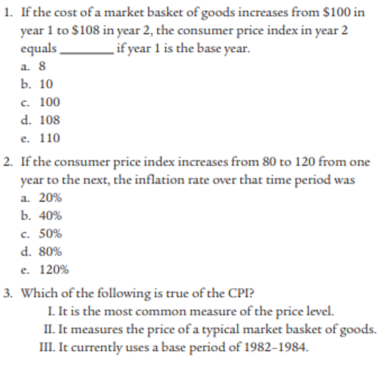 1. If the cost of a market basket of goods increases from $100 in
year 1 to $108 in year 2, the consumer price index in year 2
equals ________ if year 1 is the base year.
a. 8
b. 10
c. 100
d. 108
e. 110
2. If the consumer price index increases from 80 to 120 from one
year to the next, the inflation rate over that time period was
a. 20%
b. 40%
c. 50%
d. 80%
e. 120%
3. Which of the following is true of the CPI?
I. It is the most common measure of the price level.
II. It measures the price of a typical market basket of goods.
III. It currently uses a base period of 1982–1984.